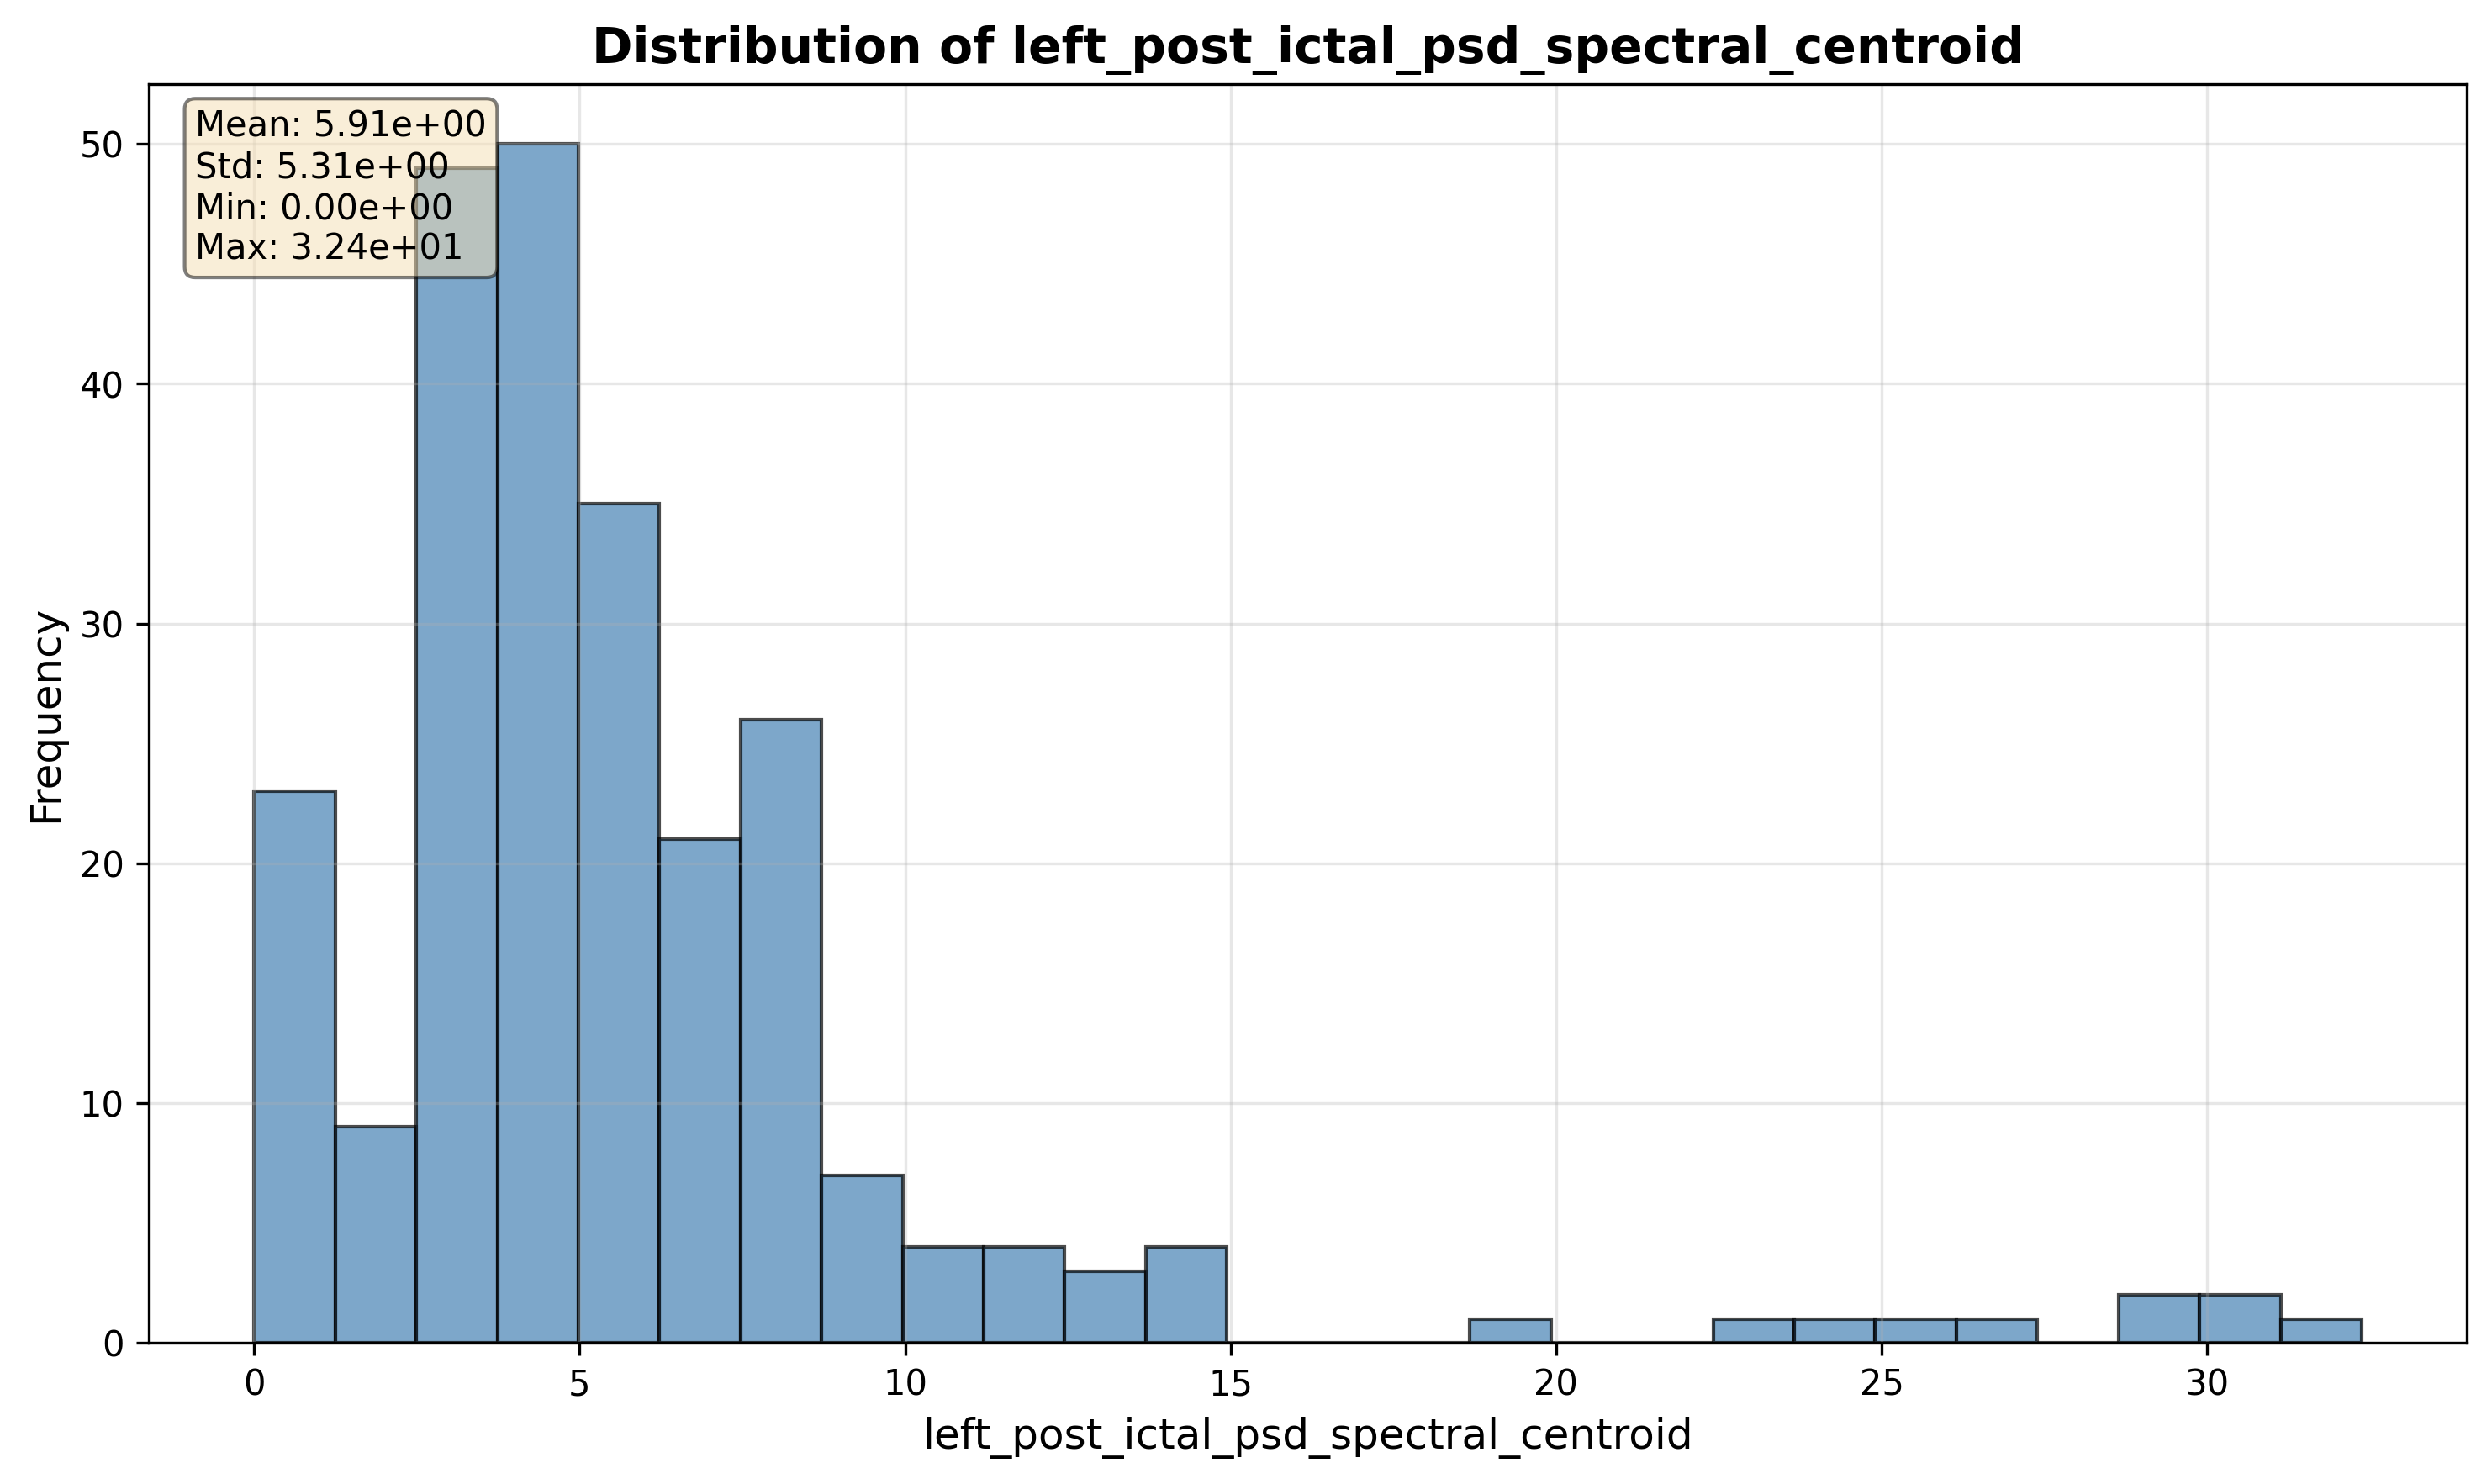 Distribution of left_post_ictal_psd_spectral_centroid
Mean: 5.91e+00
Std: 5.31e+00
Min: 0.00e+00
Max: 3.24e+01
50
40
30
20
10
0
Frequency
0 5 10 15 20 25 30
left_post_ictal_psd_spectral_centroid